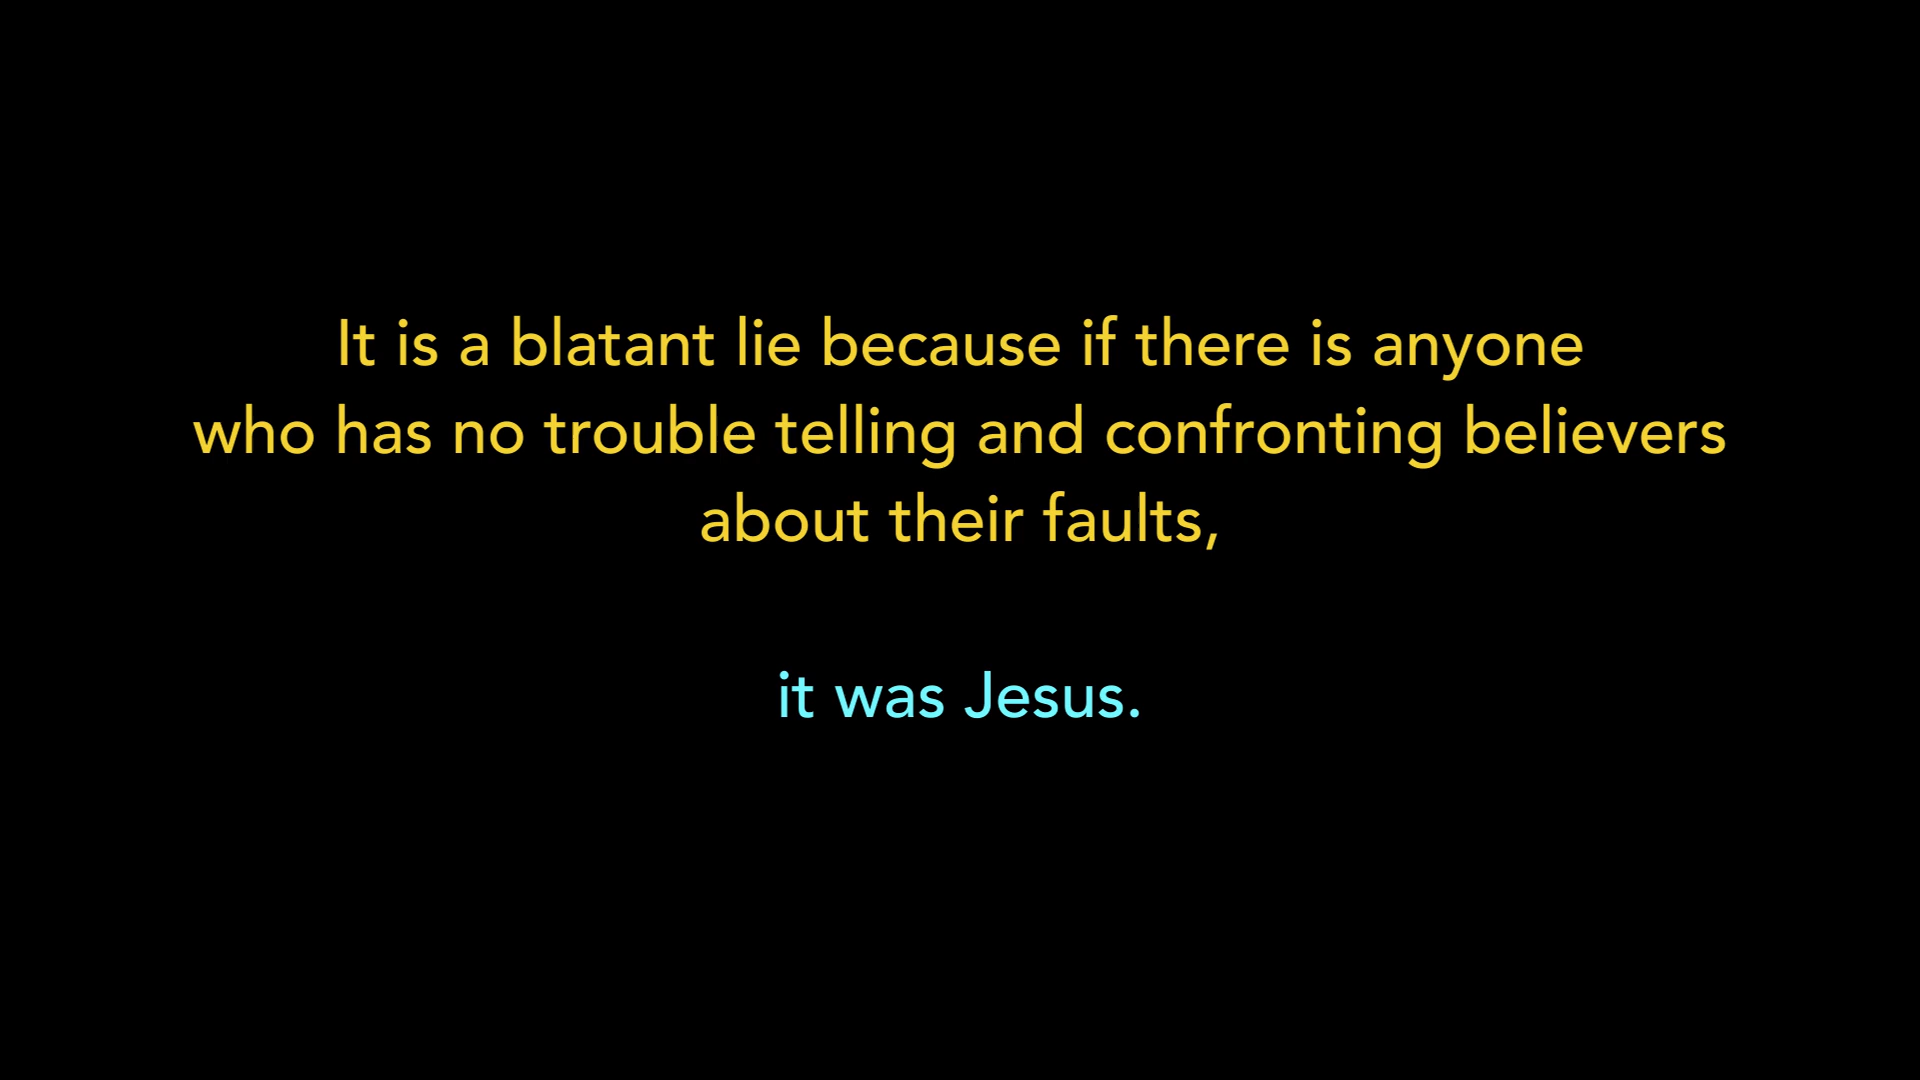 It is a blatant lie because if there is anyone
who has no trouble telling and confronting believers
about their faults,
it was Jesus.